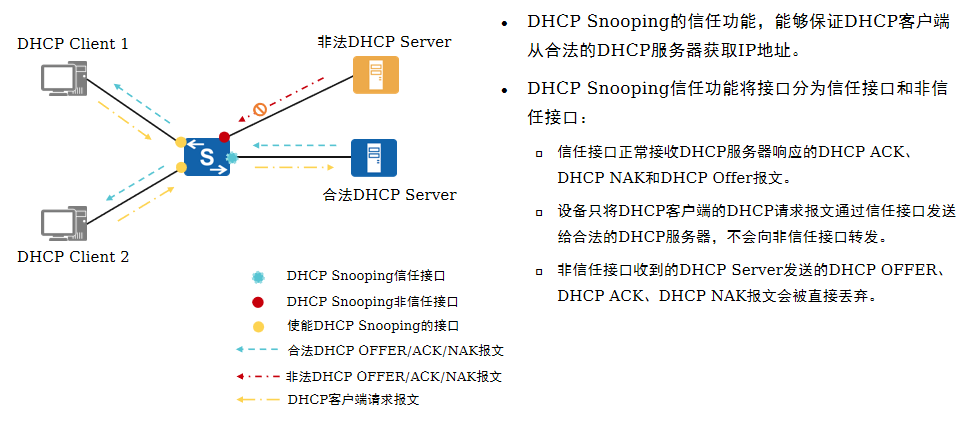 DHCP Client 1
非法DHCP Server
S
合法DHCP Server
DHCP Client 2
DHCP Snooping信任接口
DHCP Snooping非信任接口
使能DHCP Snooping的接口
合法DHCP OFFER/ACK/NAK报文
非法DHCP OFFER/ACK/NAK报文
DHCP客户端请求报文
DHCP Snooping的信任功能，能够保证DHCP客户端
从合法的DHCP服务器获取IP地址。
DHCP Snooping信任功能将接口分为信任接口和非信
任接口：
信任接口正常接收DHCP服务器响应的DHCP ACK、
DHCP NAK和DHCP Offer报文。
设备只将DHCP客户端的DHCP请求报文通过信任接口发送
给合法的DHCP服务器，不会向非信任接口转发。
非信任接口收到的DHCP Server发送的DHCP OFFER、
DHCP ACK、DHCP NAK报文会被直接丢弃。